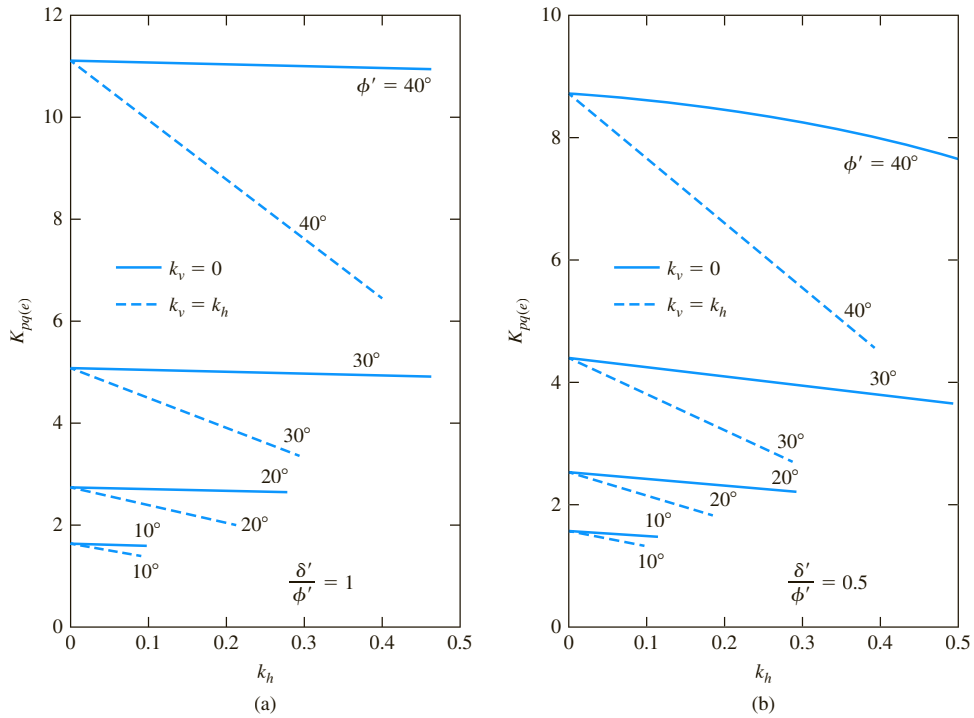 12
10
8
6
4
2
0
K_{pq(e)}
ϕ′ = 40°
40°
k_v = 0
k_v = k_h
30°
30°
20°
20°
10°
10°
δ′/ϕ′ = 1
0 0.1 0.2 0.3 0.4 0.5
k_h
(a)
10
8
6
4
2
0
K_{pq(e)}
ϕ′ = 40°
k_v = 0
k_v = k_h
40°
30°
30°
20°
20°
10°
10°
δ′/ϕ′ = 0.5
0 0.1 0.2 0.3 0.4 0.5
k_h
(b)